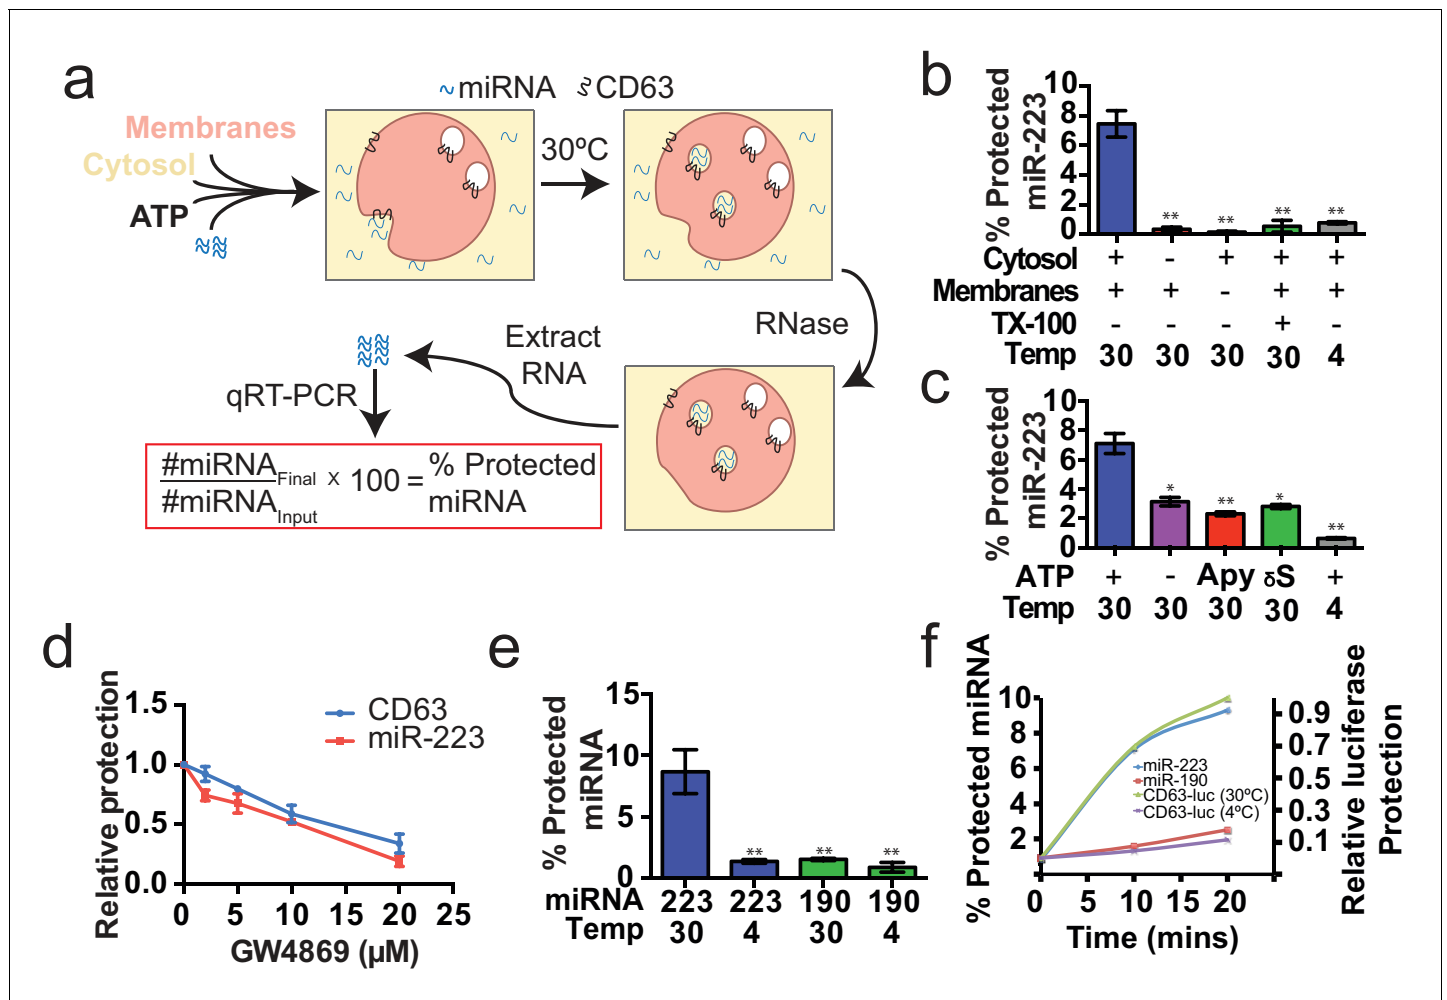 a
miRNA CD63
Membranes
Cytosol
ATP
30ºC
RNase
Extract
RNA
qRT-PCR
#miRNA Final x 100 = % Protected
#miRNA Input miRNA
b
% Protected
miR-223
8
6
4
2
0
** ** ** **
Cytosol + - + + +
Membranes + + - + +
TX-100 - - - + -
Temp 30 30 30 30 4
c
% Protected
miR-223
10
8
6
4
2
0
* ** * **
ATP + - Apy δS +
Temp 30 30 30 30 4
d
Relative protection
1.5
1.0
0.5
0.0
CD63
miR-223
0 5 10 15 20 25
GW4869 (µM)
e
% Protected
miRNA
15
10
5
0
** ** **
miRNA 223 223 190 190
Temp 30 4 30 4
f
% Protected miRNA
10
8
6
4
2
miR-223
miR-190
CD63-luc (30ºC)
CD63-luc (4ºC)
0.9
0.7
0.5
0.3
0.1
Relative luciferase
Protection
0 10 20
Time (mins)